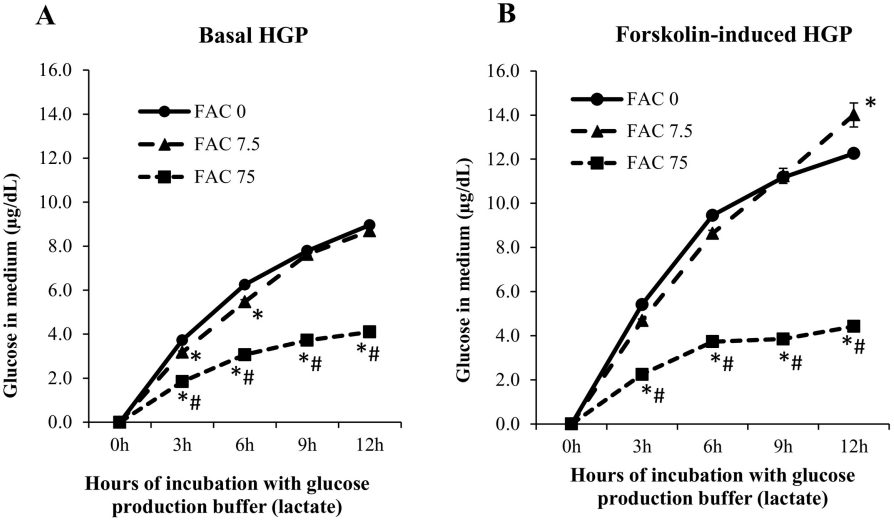 A
Basal HGP
16.0
14.0
12.0
10.0
8.0
6.0
4.0
2.0
0.0
Glucose in medium (µg/dL)
FAC 0
FAC 7.5
FAC 75
*
*
*#
*#
*#
*#
0h 3h 6h 9h 12h
Hours of incubation with glucose
production buffer (lactate)
B
Forskolin-induced HGP
16.0
14.0
12.0
10.0
8.0
6.0
4.0
2.0
0.0
Glucose in medium (µg/dL)
FAC 0
FAC 7.5
FAC 75
*
*#
*#
*#
*#
0h 3h 6h 9h 12h
Hours of incubation with glucose
production buffer (lactate)